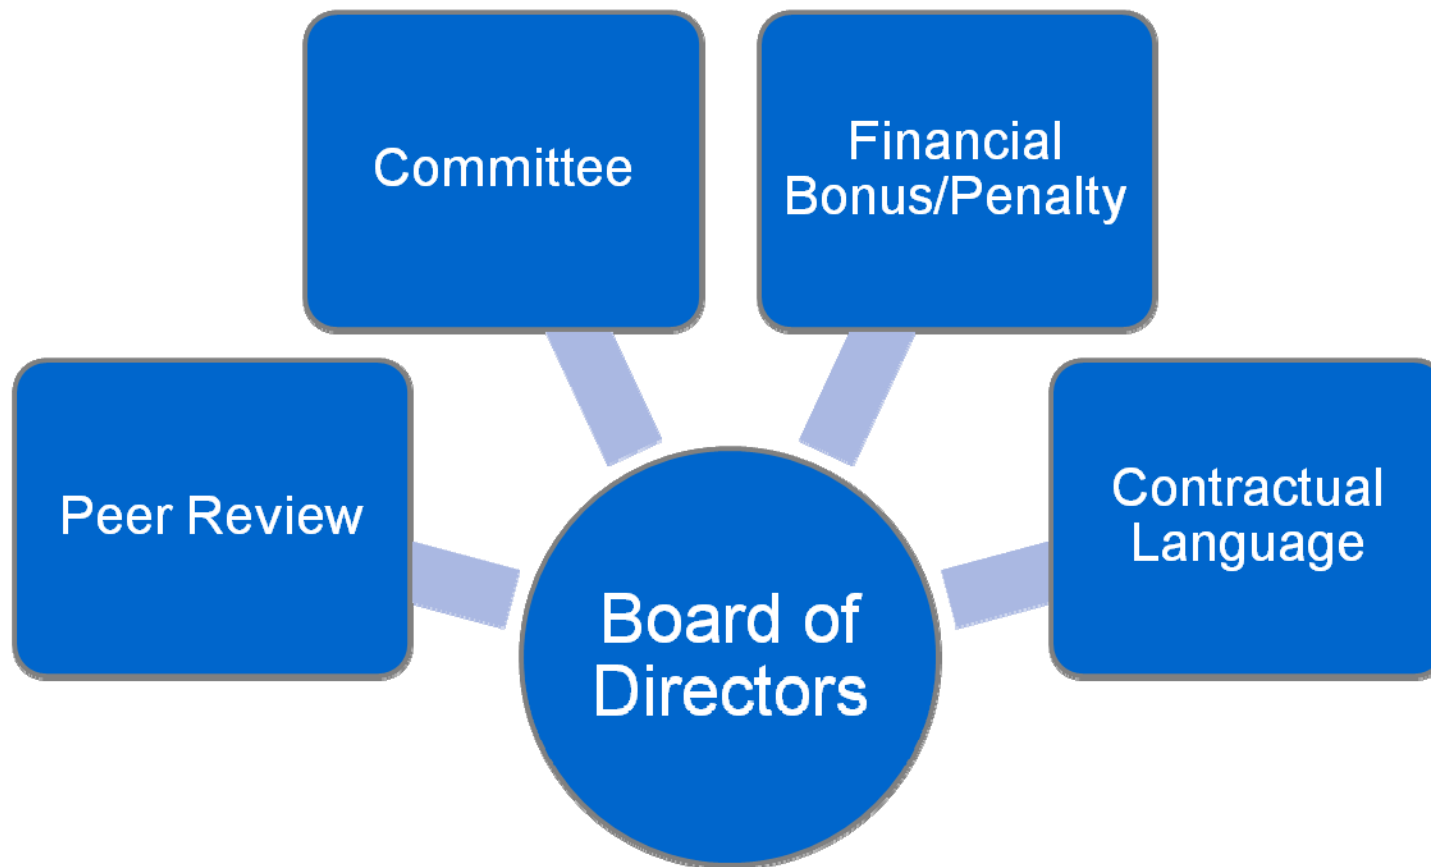 Committee
Financial
Bonus/Penalty
Peer Review
Contractual
Language
Board of
Directors